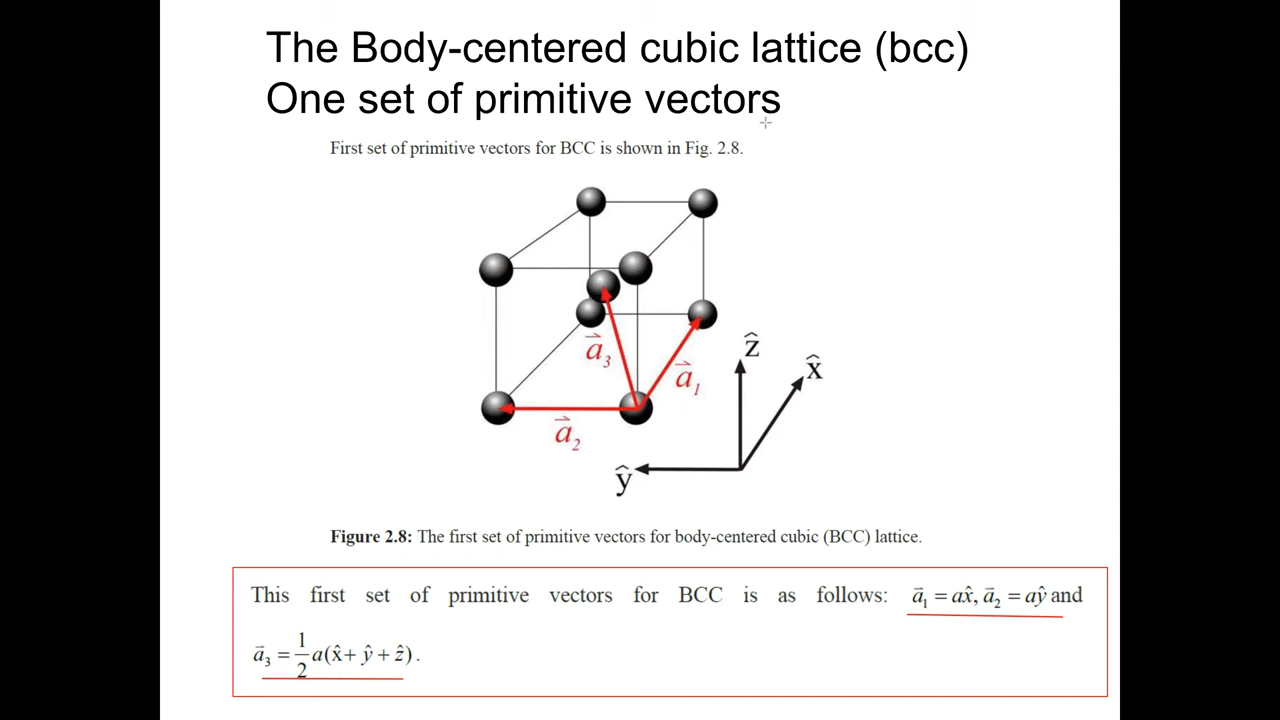 The Body-centered cubic lattice (bcc)
One set of primitive vectors
First set of primitive vectors for BCC is shown in Fig. 2.8.
a⃗₃
a⃗₁
a⃗₂
ẑ
x̂
ŷ
Figure 2.8: The first set of primitive vectors for body-centered cubic (BCC) lattice.
This first set of primitive vectors for BCC is as follows: a⃗₁ = ax̂, a⃗₂ = aŷ and
a⃗₃ = 1/2 a(x̂ + ŷ + ẑ).